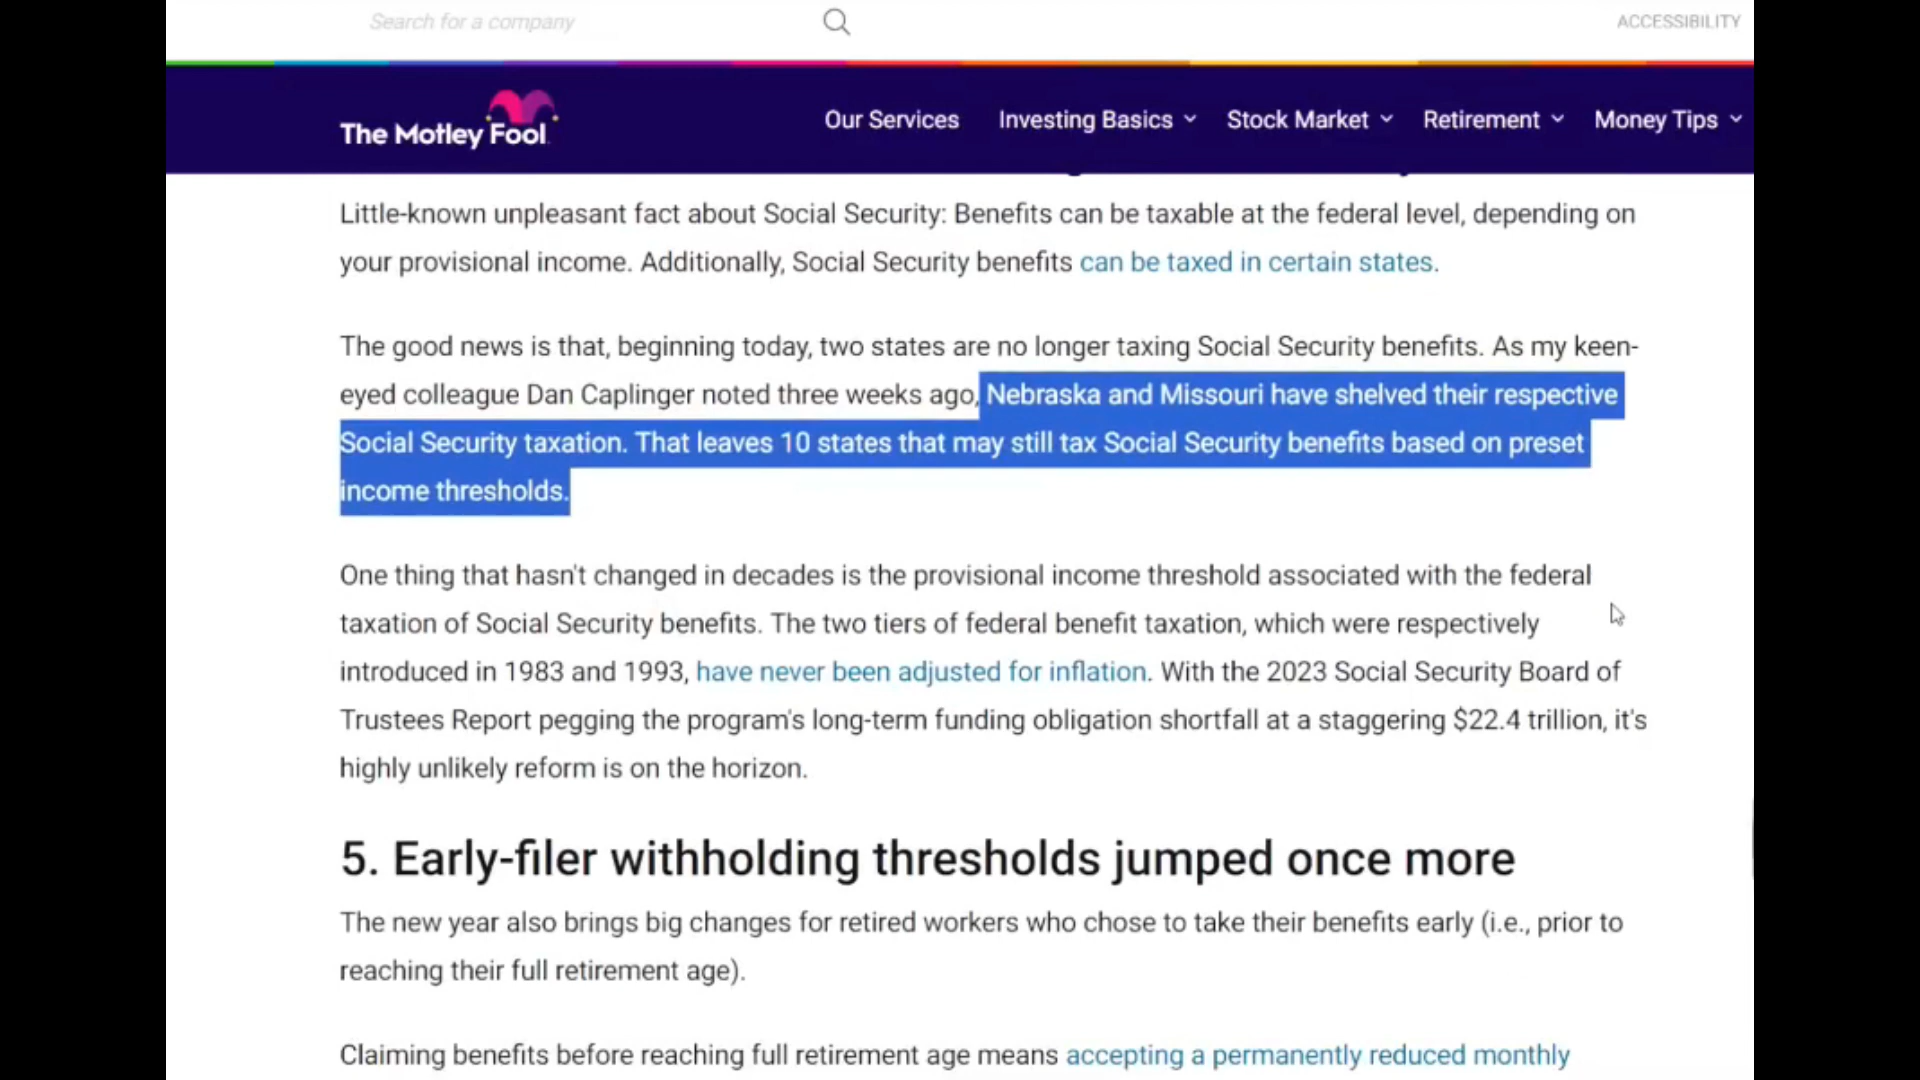 Search for a company
ACCESSIBILITY
The Motley Fool
Our Services Investing Basics Stock Market Retirement Money Tips
Little-known unpleasant fact about Social Security: Benefits can be taxable at the federal level, depending on
your provisional income. Additionally, Social Security benefits can be taxed in certain states.
The good news is that, beginning today, two states are no longer taxing Social Security benefits. As my keen-
eyed colleague Dan Caplinger noted three weeks ago, Nebraska and Missouri have shelved their respective
Social Security taxation. That leaves 10 states that may still tax Social Security benefits based on preset
income thresholds.
One thing that hasn't changed in decades is the provisional income threshold associated with the federal
taxation of Social Security benefits. The two tiers of federal benefit taxation, which were respectively
introduced in 1983 and 1993, have never been adjusted for inflation. With the 2023 Social Security Board of
Trustees Report pegging the program's long-term funding obligation shortfall at a staggering $22.4 trillion, it's
highly unlikely reform is on the horizon.
5. Early-filer withholding thresholds jumped once more
The new year also brings big changes for retired workers who chose to take their benefits early (i.e., prior to
reaching their full retirement age).
Claiming benefits before reaching full retirement age means accepting a permanently reduced monthly